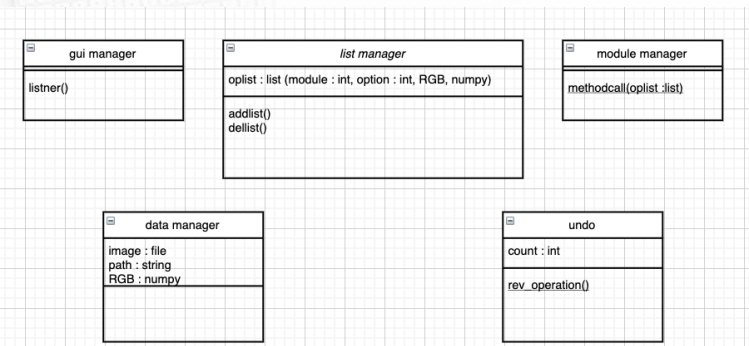 gui manager
listner()
list manager
oplist : list (module : int, option : int, RGB, numpy)
addlist()
dellist()
module manager
methodcall(oplist :list)
data manager
image : file
path : string
RGB : numpy
undo
count : int
rev_operation()